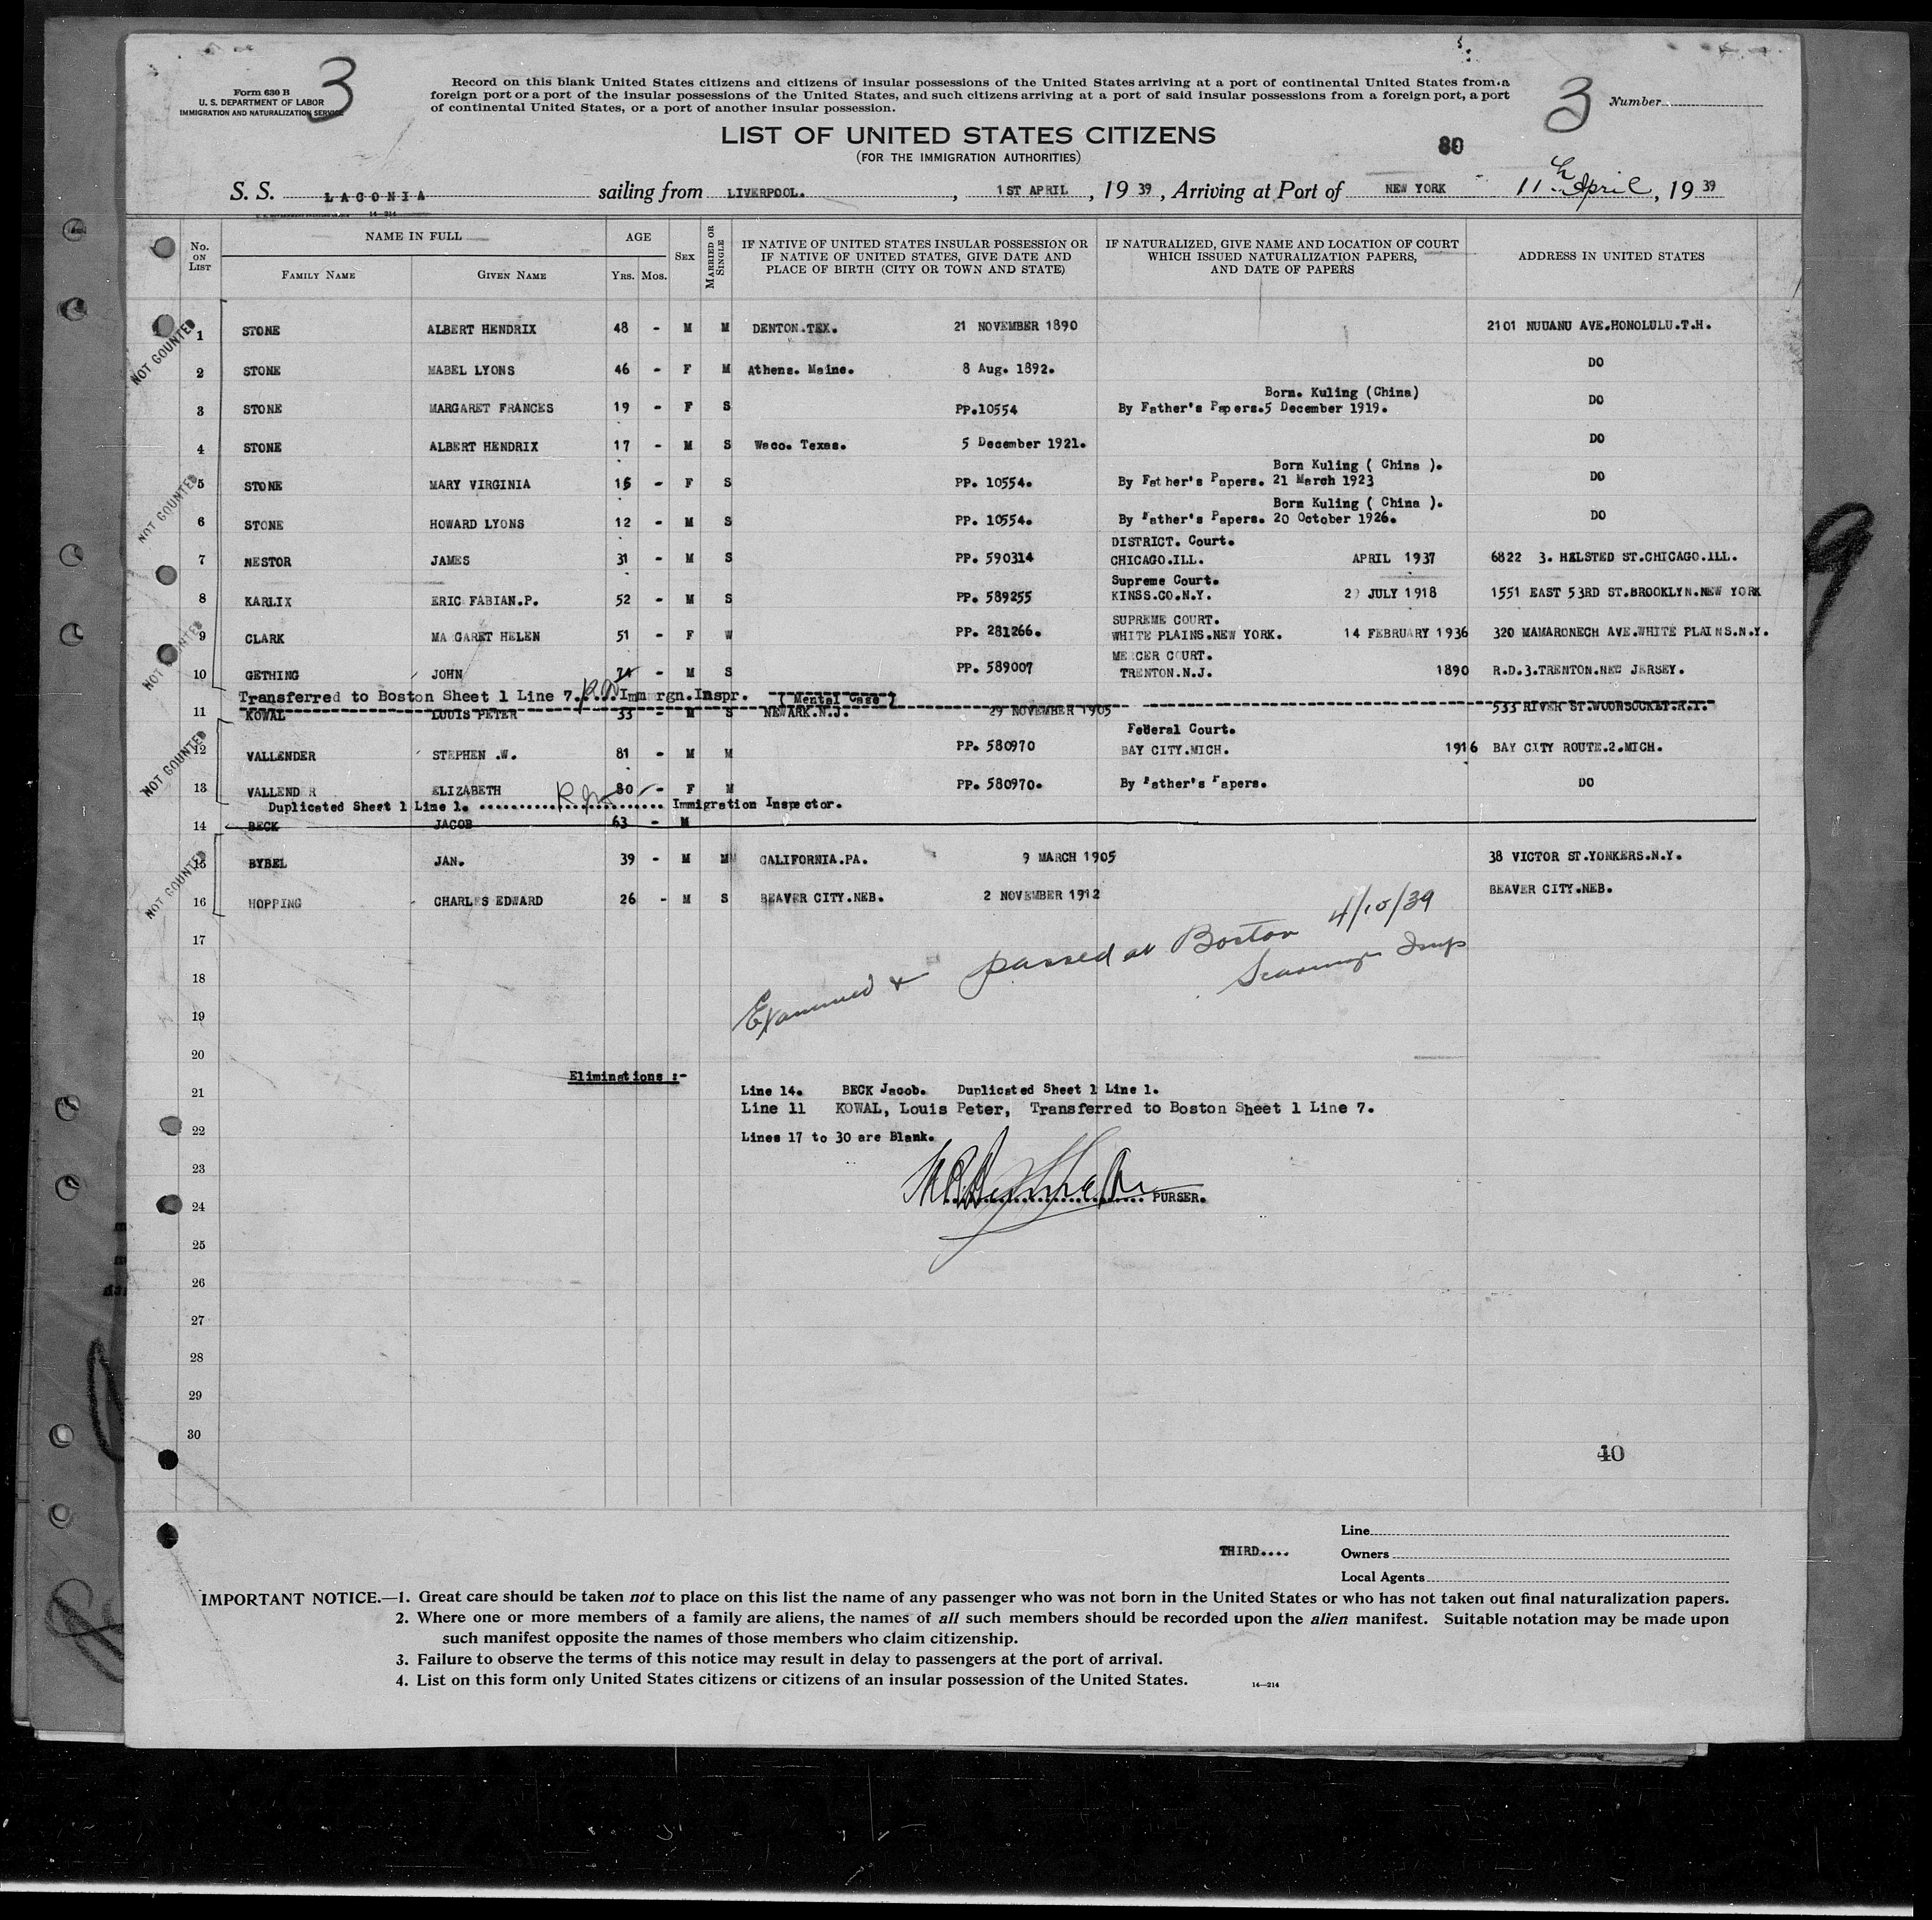 3
Form 630 B
U. S. DEPARTMENT OF LABOR
IMMIGRATION AND NATURALIZATION SERVICE
Record on this blank United States citizens and citizens of insular possessions of the United States arriving at a port of continental United States from a
foreign port or a port of the insular possessions of the United States, and such citizens arriving at a port of said insular possessions from a foreign port, a port
of continental United States, or a port of another insular possession.
3
Number
LIST OF UNITED STATES CITIZENS
(FOR THE IMMIGRATION AUTHORITIES)
80
S. S. LACONIA sailing from LIVERPOOL. , 1ST APRIL , 19 39 , Arriving at Port of NEW YORK 11th April , 19 39
14-214
No. ON LIST NAME IN FULL AGE SEX MARRIED OR SINGLE IF NATIVE OF UNITED STATES INSULAR POSSESSION OR IF NATIVE OF UNITED STATES, GIVE DATE AND PLACE OF BIRTH (CITY OR TOWN AND STATE) IF NATURALIZED, GIVE NAME AND LOCATION OF COURT WHICH ISSUED NATURALIZATION PAPERS, AND DATE OF PAPERS ADDRESS IN UNITED STATES
FAMILY NAME GIVEN NAME YRS. MOS.
NOT COUNTED
1 STONE ALBERT HENDRIX 48 - M M DENTON.TEX. 21 NOVEMBER 1890 2101 NUUANU AVE.HONOLULU.T.H.
2 STONE MABEL LYONS 46 - F M Athens. Maine. 8 Aug. 1892. DO
Born. Kuling (China)
3 STONE MARGARET FRANCES 19 - F S PP.10554 By Father's Papers.5 December 1919. DO
4 STONE ALBERT HENDRIX 17 - M S Waco. Texas. 5 December 1921. DO
Born Kuling ( China ).
NOT COUNTED
5 STONE MARY VIRGINIA 16 - F S PP. 10554. By Father's Papers. 21 March 1923 DO
Born Kuling ( China ).
6 STONE HOWARD LYONS 12 - M S PP. 10554. By Father's Papers. 20 October 1926. DO
DISTRICT. Court.
7 NESTOR JAMES 31 - M S PP. 590314 CHICAGO.ILL. APRIL 1937 6822 3. HALSTED ST.CHICAGO.ILL.
Supreme Court.
8 KARLIX ERIC FABIAN.P. 52 - M S PP. 589255 KINSS.CO.N.Y. JULY 1918 1551 EAST 53RD ST.BROOKLYN.NEW YORK
SUPREME COURT.
NOT COUNTED
9 CLARK MARGARET HELEN 51 - F W PP. 281266. WHITE PLAINS.NEW YORK. 14 FEBRUARY 1936 320 MAMARONECH AVE.WHITE PLAINS.N.Y.
MERCER COURT.
10 GETHING JOHN 74 - M S PP. 589007 TRENTON.N.J. 1890 R.D.3.TRENTON.NEC JERSEY.
Transferred to Boston Sheet 1 Line 7. Immrgn.Inspr. (Mental Case)
11 KOWAL LOUIS PETER 33 - M S NEWARK.N.J. 29 NOVEMBER 1905 533 RIVER ST.WOONSOCKET.R.I.
Federal Court.
NOT COUNTED
12 VALLENDER STEPHEN .W. 81 - M M PP. 580970 BAY CITY.MICH. 1916 BAY CITY ROUTE.2.MICH.
13 VALLENDER ELIZABETH 80 - F M PP. 580970. By Father's Papers. DO
Duplicated Sheet 1 Line 1. Immigration Inspector.
14 BECK JACOB 63 - M
NOT COUNTED
15 BYBEL JAN. 39 - M M CALIFORNIA.PA. 9 MARCH 1905 38 VICTOR ST.YONKERS.N.Y.
16 HOPPING CHARLES EDWARD 26 - M S BEAVER CITY.NEB. 2 NOVEMBER 1912 BEAVER CITY.NEB.
17
Examined & passed at Boston 4/10/39
18
Insp
19
20
Eliminations :-
21 Line 14. BECK Jacob. Duplicated Sheet 1 Line 1.
Line 11 KOWAL, Louis Peter, Transferred to Boston Sheet 1 Line 7.
22 Lines 17 to 30 are Blank.
23
24 PURSER.
25
26
27
28
29
30
10
THIRD....
Line
Owners
Local Agents
IMPORTANT NOTICE.—1. Great care should be taken not to place on this list the name of any passenger who was not born in the United States or who has not taken out final naturalization papers.
2. Where one or more members of a family are aliens, the names of all such members should be recorded upon the alien manifest. Suitable notation may be made upon
such manifest opposite the names of those members who claim citizenship.
3. Failure to observe the terms of this notice may result in delay to passengers at the port of arrival.
4. List on this form only United States citizens or citizens of an insular possession of the United States.
14—214
9